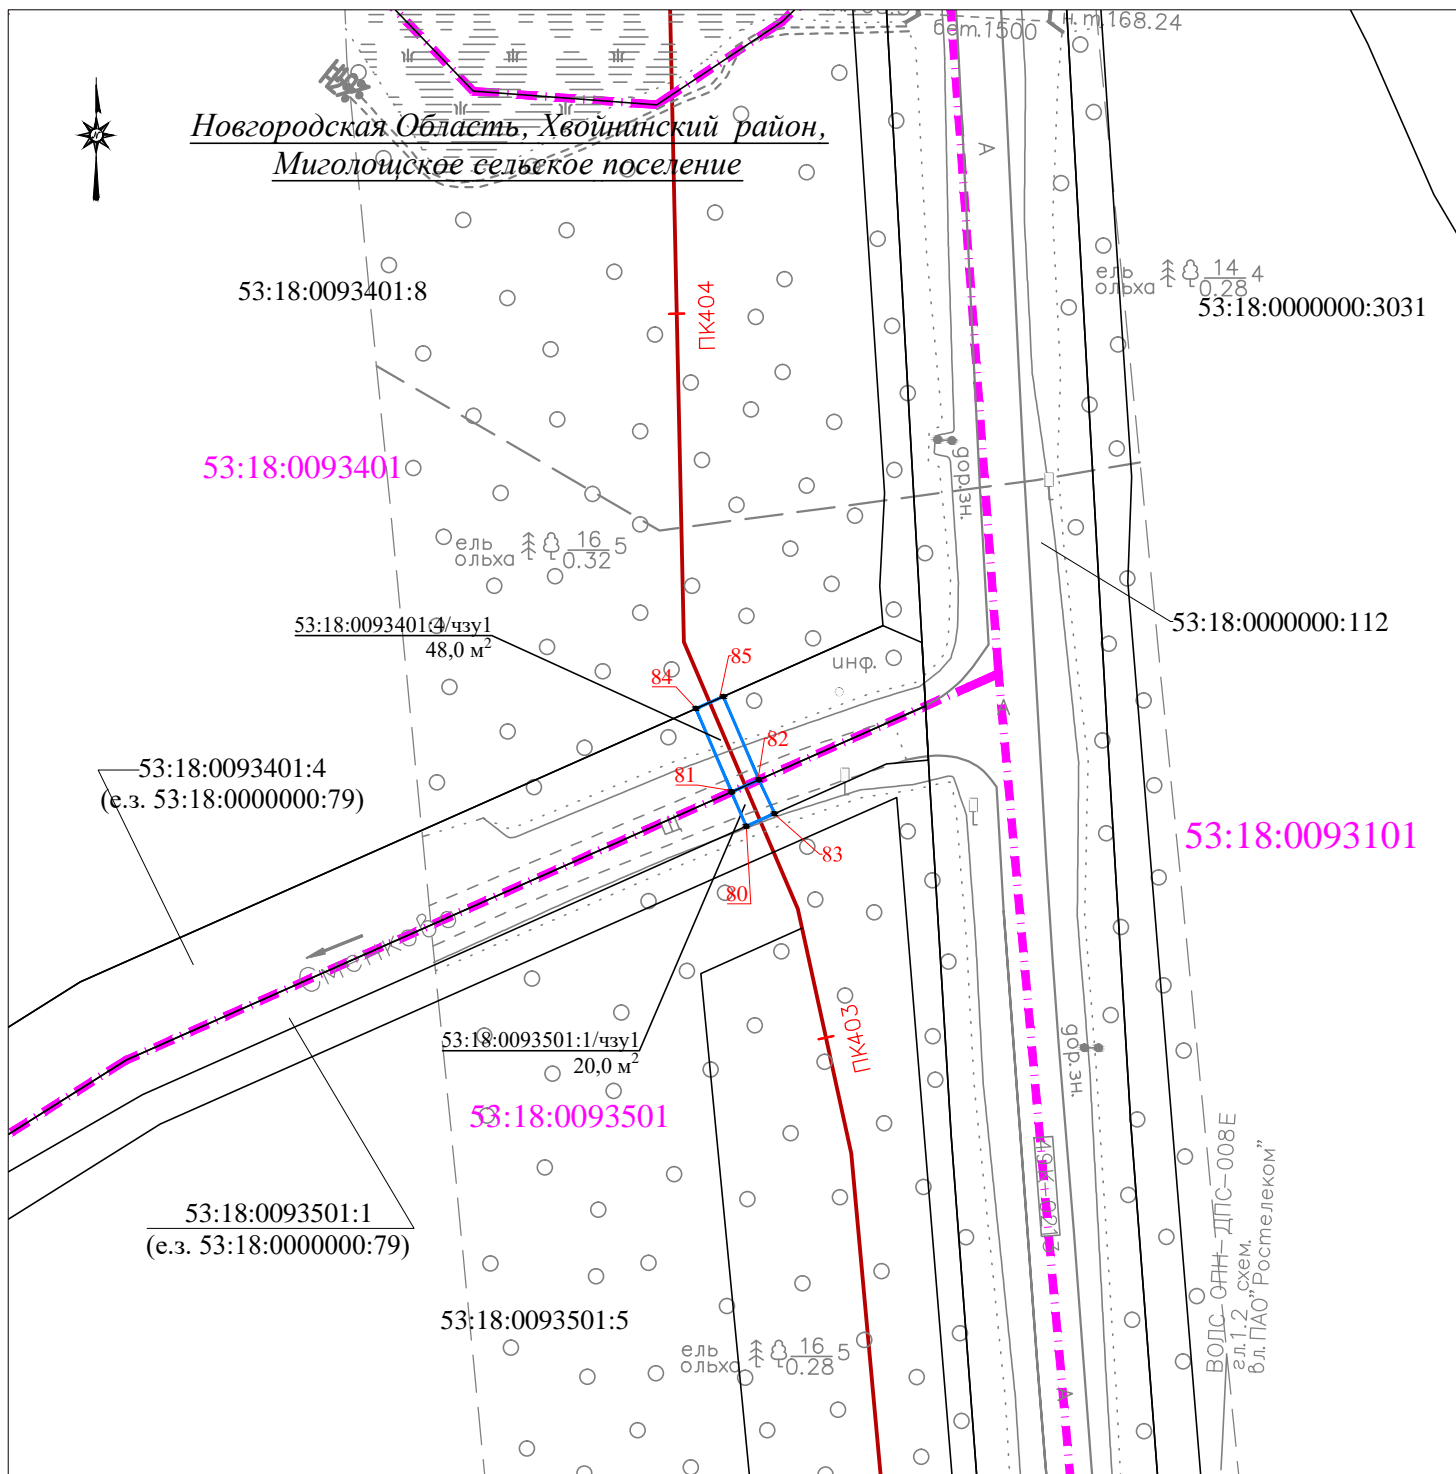 бет.1500
н.т.168.24
Новгородская Область, Хвойнинский район,
Миголощское сельское поселение
А
53:18:0093401:8
ПК404
ель
ольха
14
0.28
4
53:18:0000000:3031
53:18:0093401
дор.зн.
ель
ольха
16
0.32
5
53:18:0093401:4/чзу1
48,0 м²
53:18:0000000:112
85
инф.
84
А
82
81
53:18:0093401:4
(е.з. 53:18:0000000:79)
Щ
83
53:18:0093101
80
Сменково
ПК403
53:18:0093501:1/чзу1
20,0 м²
дор.зн.
53:18:0093501
53:18:0093501:1
(е.з. 53:18:0000000:79)
ВОЛС ОПН-ДПС-008Е
гл.1.2 схем.
вл.ПАО"Ростелеком"
53:18:0093501:5
ель
ольха
16
0.28
5
А